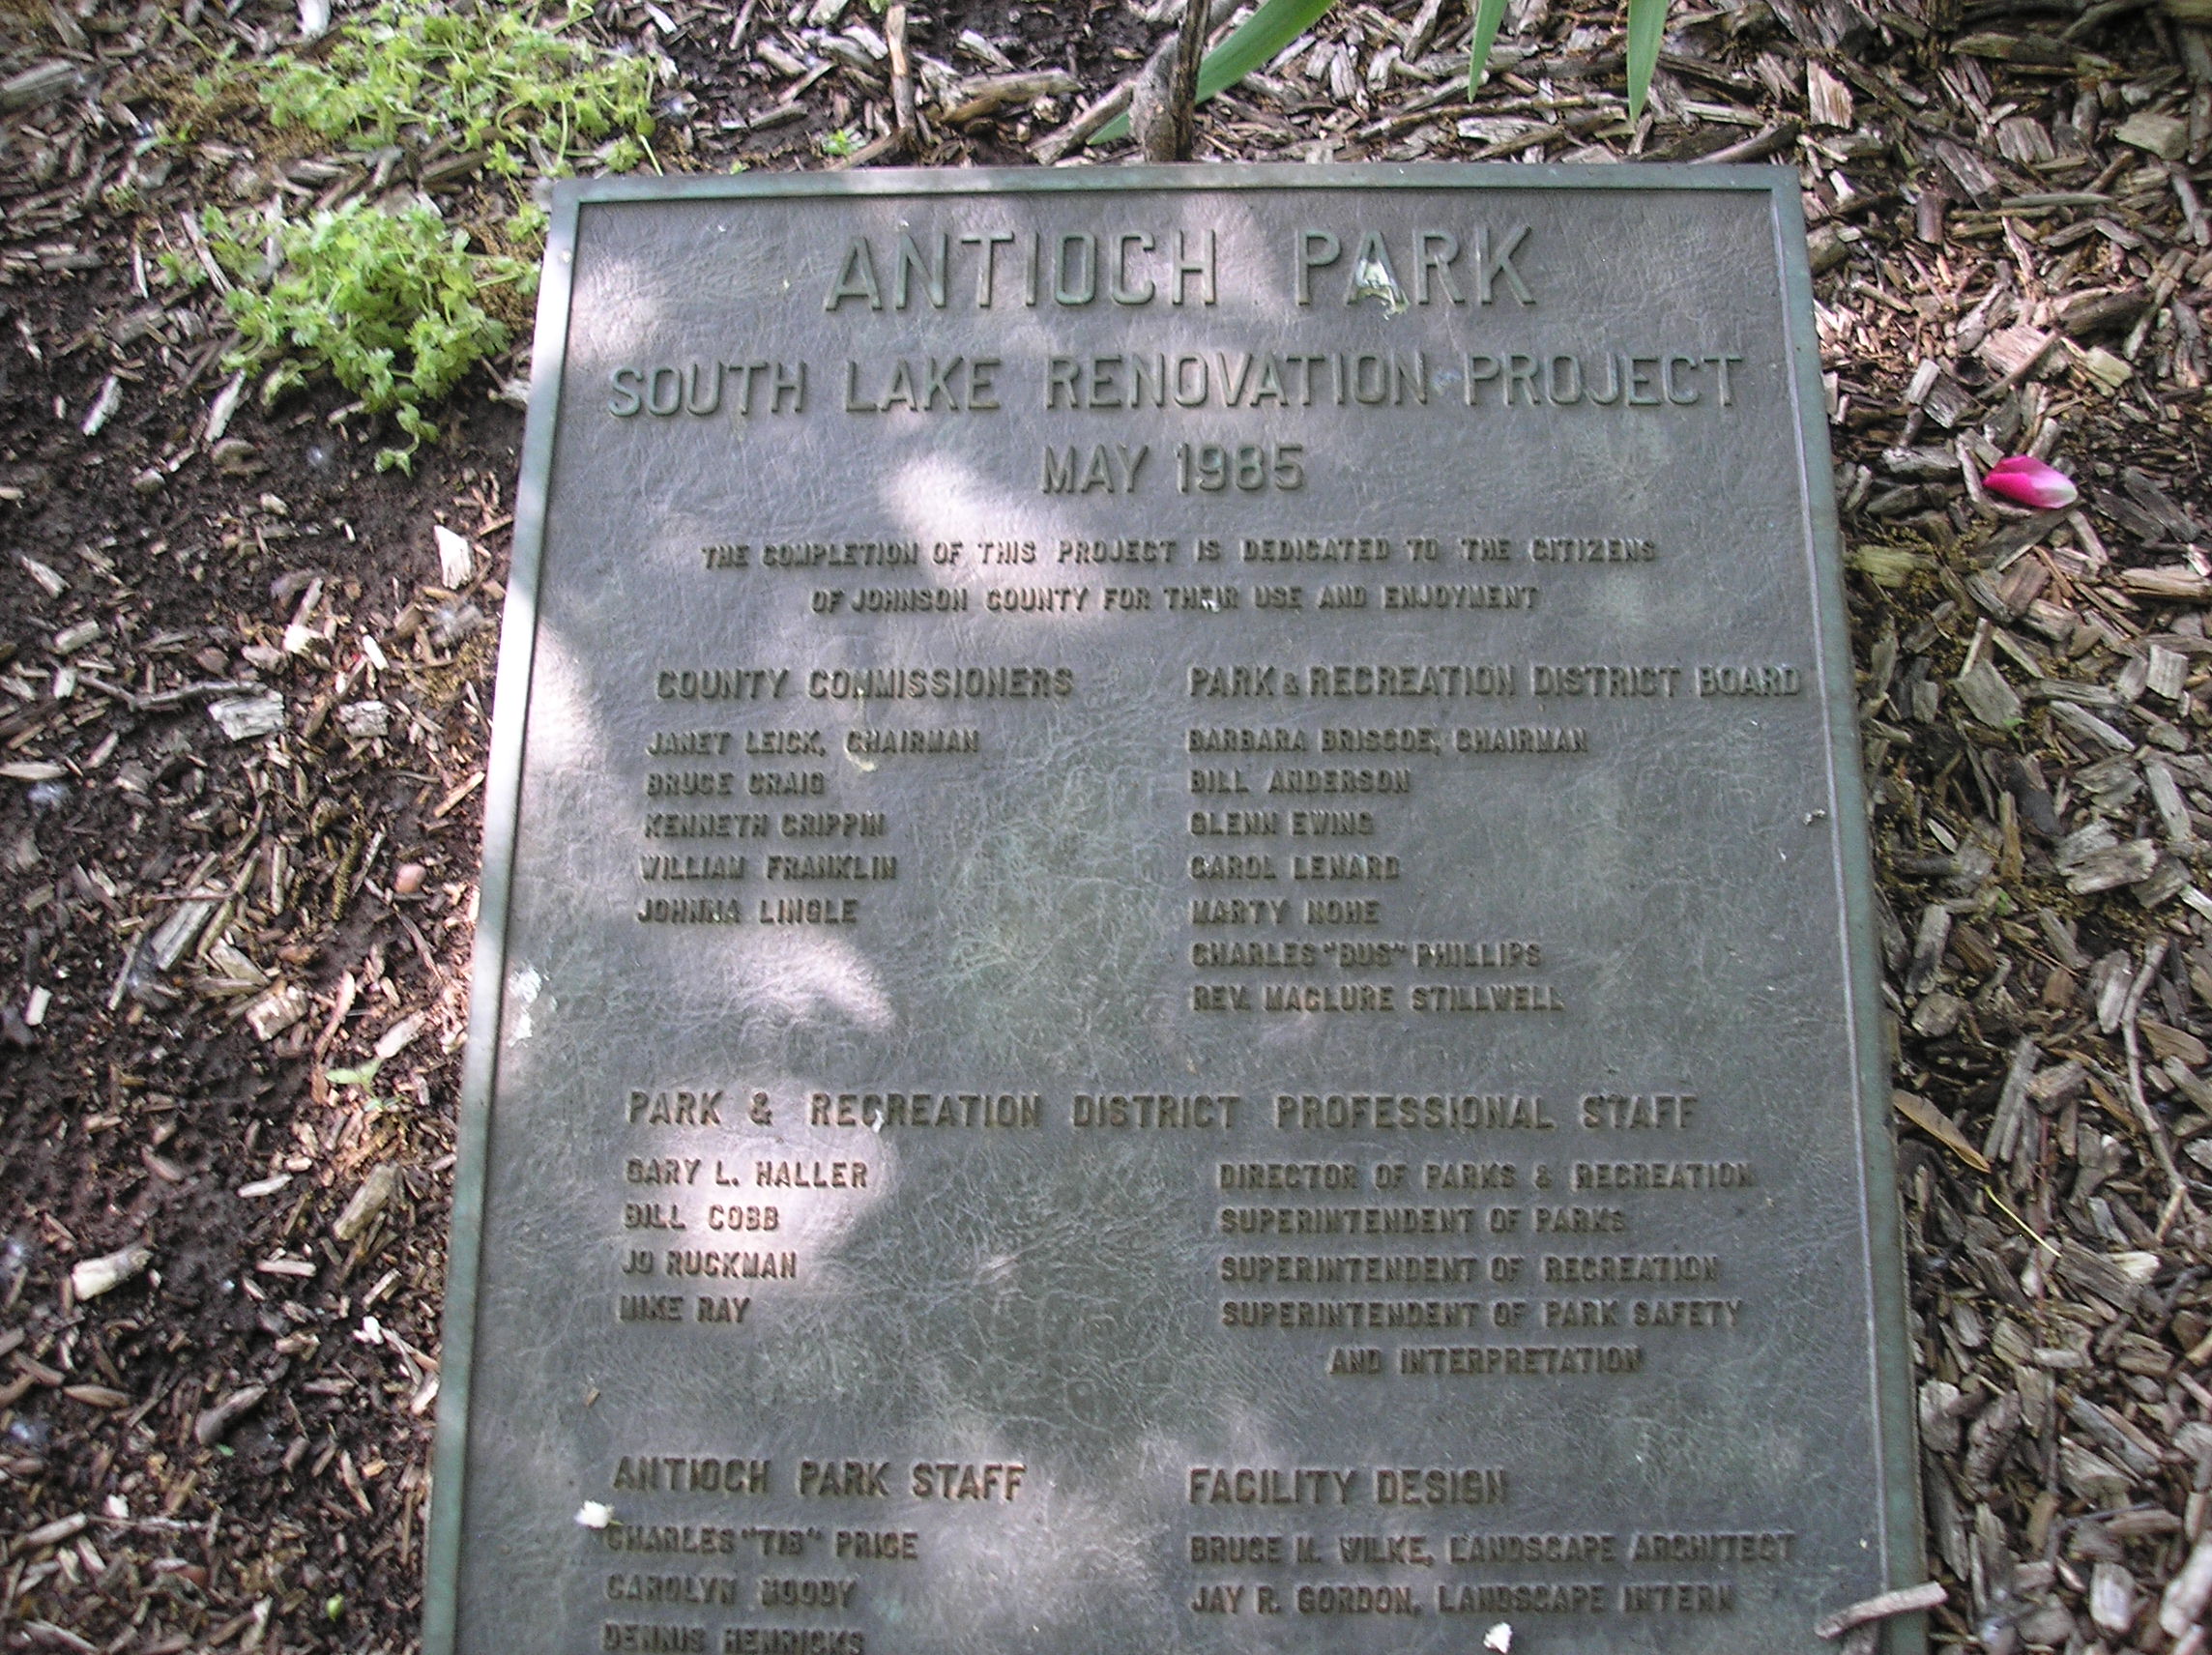 ANTIOCH PARK
SOUTH LAKE RENOVATION PROJECT
MAY 1985
THE COMPLETION OF THIS PROJECT IS DEDICATED TO THE CITIZENS
OF JOHNSON COUNTY FOR THEIR USE AND ENJOYMENT
COUNTY COMMISSIONERS
JANET LEICK, CHAIRMAN
BRUCE CRAIG
KENNETH CRIPPIN
WILLIAM FRANKLIN
JOHNNA LINGLE
PARK & RECREATION DISTRICT BOARD
BARBARA BRISCOE, CHAIRMAN
BILL ANDERSON
GLENN EWING
CAROL LENARD
MARTY NOHE
CHARLES "BUS" PHILLIPS
REV. MACLURE STILLWELL
PARK & RECREATION DISTRICT PROFESSIONAL STAFF
GARY L. HALLER DIRECTOR OF PARKS & RECREATION
BILL COBB SUPERINTENDENT OF PARKS
JO RUCKMAN SUPERINTENDENT OF RECREATION
MIKE RAY SUPERINTENDENT OF PARK SAFETY
AND INTERPRETATION
ANTIOCH PARK STAFF
CHARLES "TIB" PRICE
CAROLYN MOODY
DENNIS HENRICKS
FACILITY DESIGN
BRUCE M. WILKE, LANDSCAPE ARCHITECT
JAY R. GORDON, LANDSCAPE INTERN